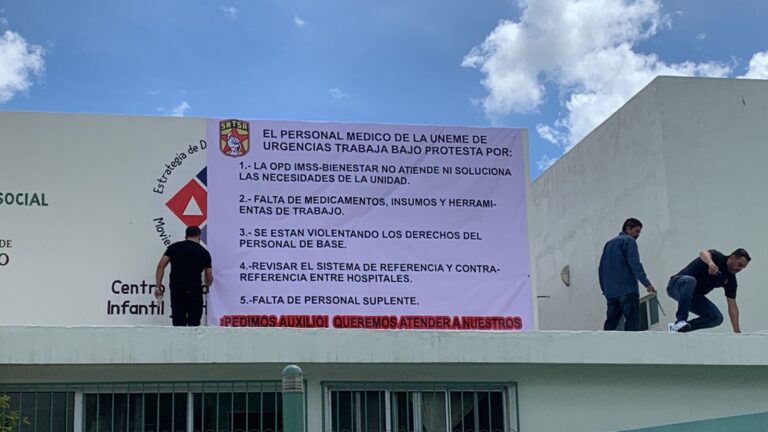 SNTSA
EL PERSONAL MEDICO DE LA UNEME DE
URGENCIAS TRABAJA BAJO PROTESTA POR:
1.- LA OPD IMSS-BIENESTAR NO ATIENDE NI SOLUCIONA
LAS NECESIDADES DE LA UNIDAD.
2.- FALTA DE MEDICAMENTOS, INSUMOS Y HERRAMI-
ENTAS DE TRABAJO.
3.- SE ESTAN VIOLENTANDO LOS DERECHOS DEL
PERSONAL DE BASE.
4.-REVISAR EL SISTEMA DE REFERENCIA Y CONTRA-
REFERENCIA ENTRE HOSPITALES.
5.-FALTA DE PERSONAL SUPLENTE.
¡PEDIMOS AUXILIO! QUEREMOS ATENDER A NUESTROS
SOCIAL
DE
O
Estrategia de D
Movie
Centro
Infantil